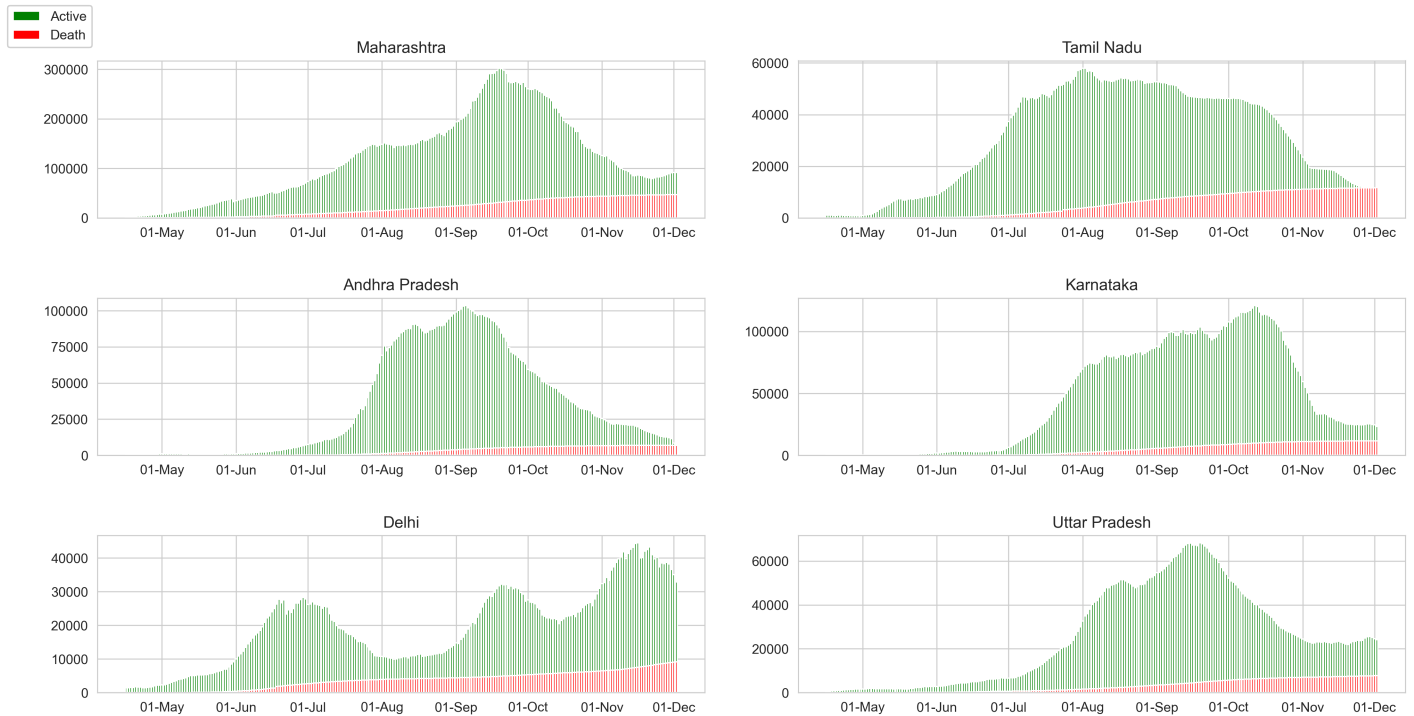 Active
Death
Maharashtra
300000
200000
100000
0
01-May 01-Jun 01-Jul 01-Aug 01-Sep 01-Oct 01-Nov 01-Dec
Tamil Nadu
60000
40000
20000
0
01-May 01-Jun 01-Jul 01-Aug 01-Sep 01-Oct 01-Nov 01-Dec
Andhra Pradesh
100000
75000
50000
25000
0
01-May 01-Jun 01-Jul 01-Aug 01-Sep 01-Oct 01-Nov 01-Dec
Karnataka
100000
50000
0
01-May 01-Jun 01-Jul 01-Aug 01-Sep 01-Oct 01-Nov 01-Dec
Delhi
40000
30000
20000
10000
0
01-May 01-Jun 01-Jul 01-Aug 01-Sep 01-Oct 01-Nov 01-Dec
Uttar Pradesh
60000
40000
20000
0
01-May 01-Jun 01-Jul 01-Aug 01-Sep 01-Oct 01-Nov 01-Dec